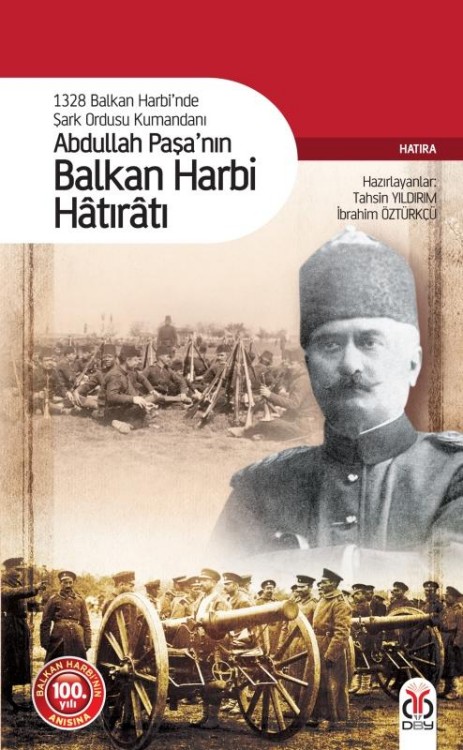 1328 Balkan Harbi'nde
Şark Ordusu Kumandanı
Abdullah Paşa'nın
Balkan Harbi
Hâtırâtı
HATIRA
Hazırlayanlar:
Tahsin YILDIRIM
İbrahim ÖZTÜRKÇÜ
BALKAN HARBİ'NİN
100.
yılı
ANISINA
DBY